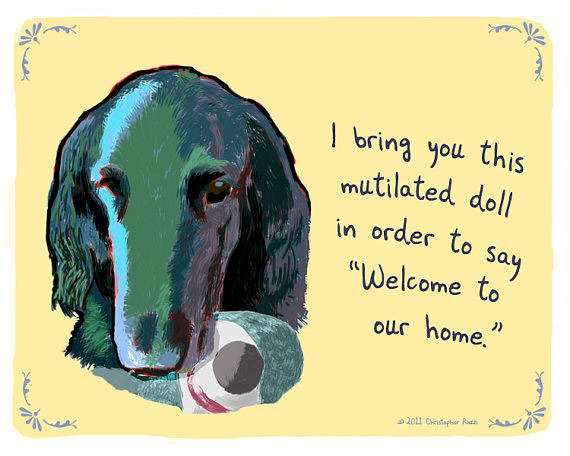 I bring you this
mutilated doll
in order to say
“Welcome to
our home.”
© 2011 Christopher Rozzi